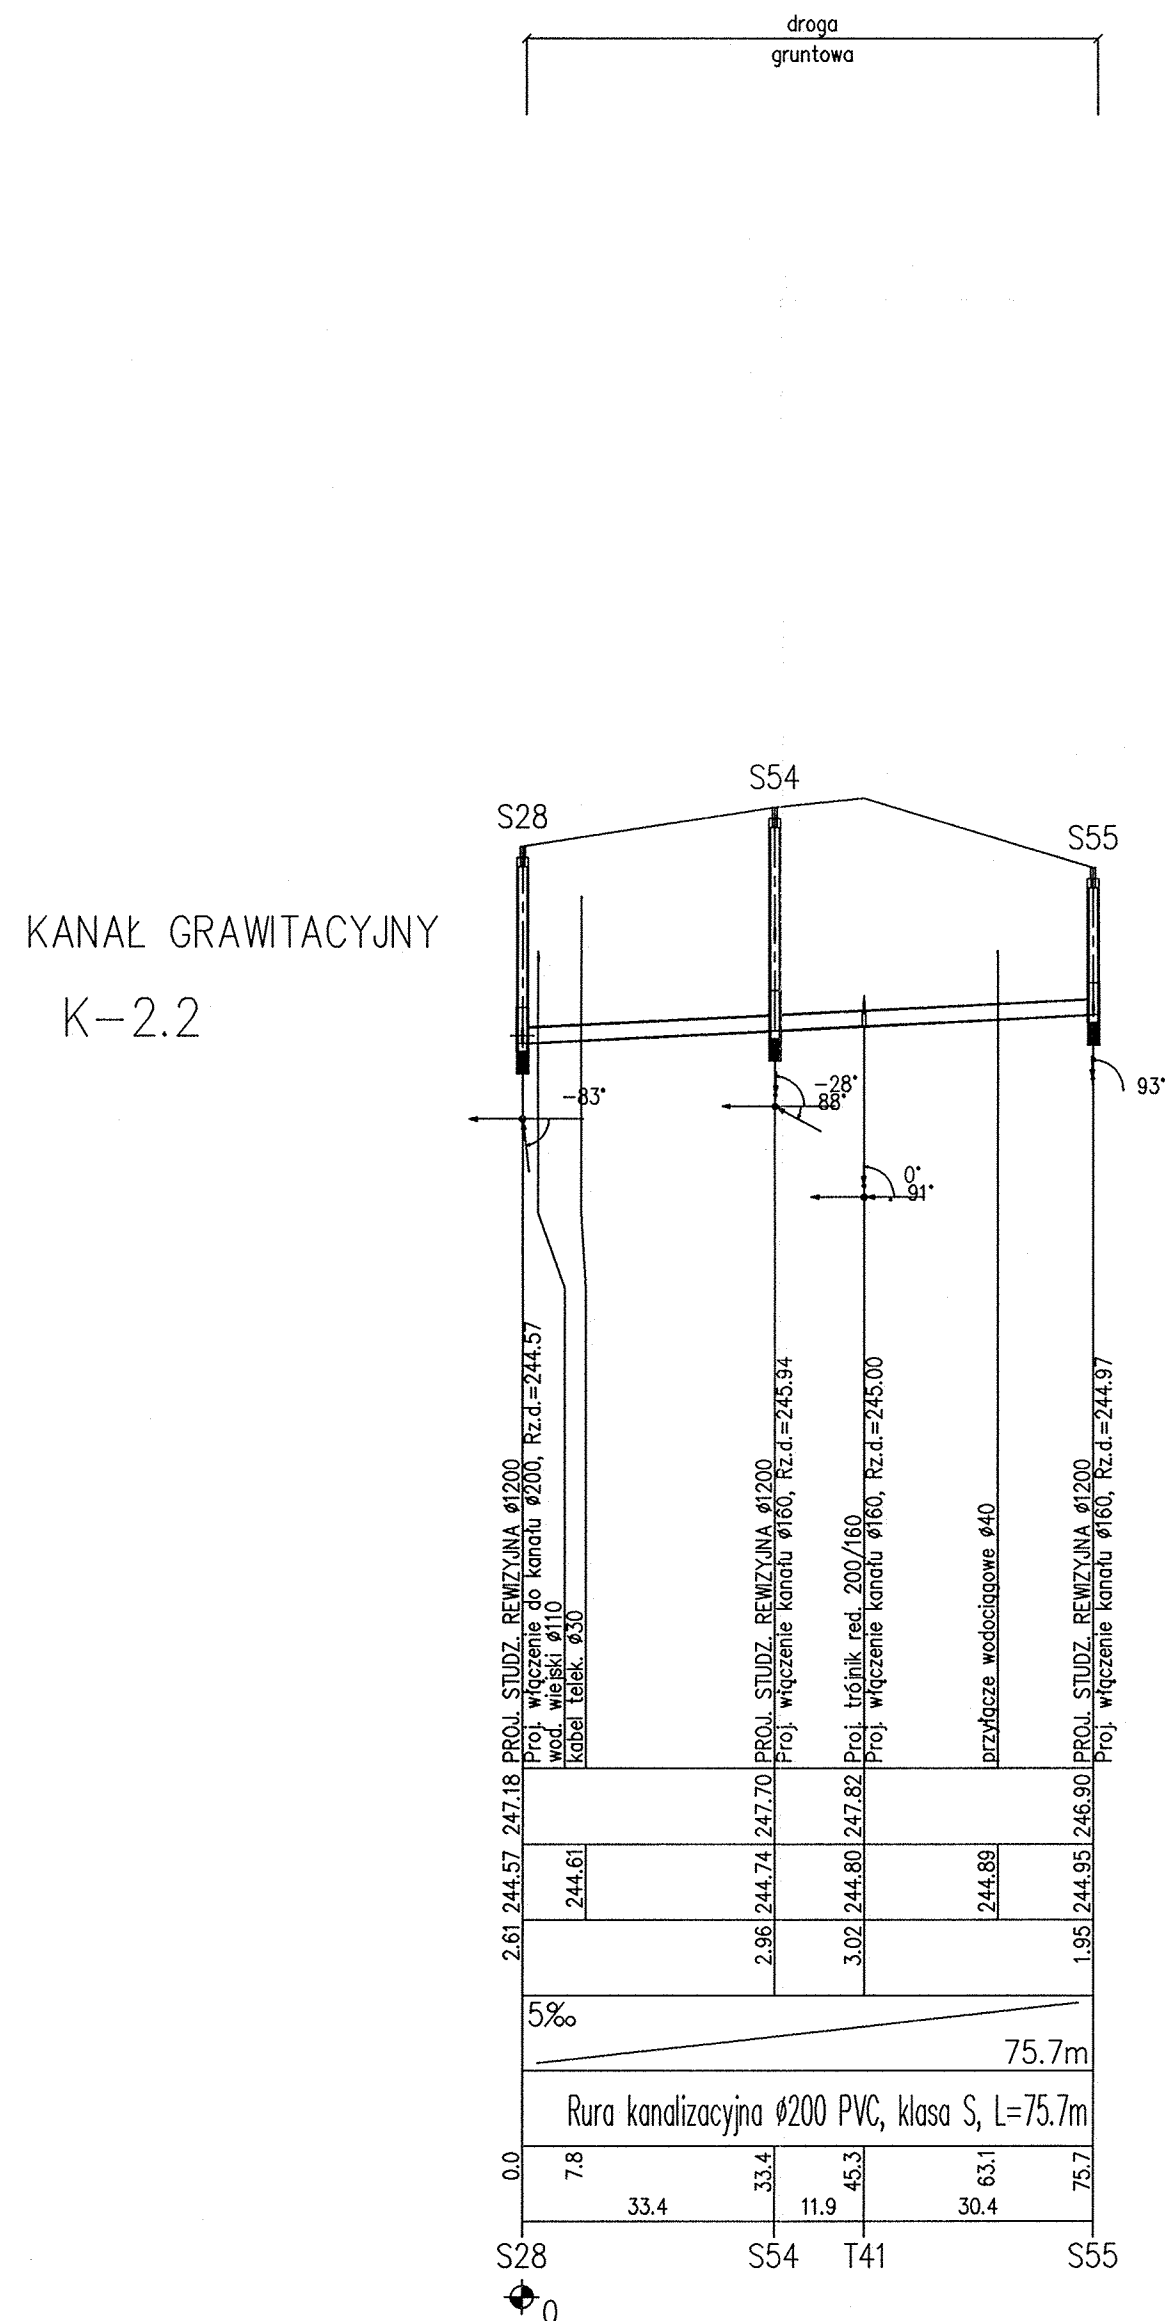 droga
gruntowa
S54
S28
S55
KANAŁ GRAWITACYJNY
K-2.2
-83°
-28°
88°
93°
0°
91°
PROJ. STUDZ. REWIZYJNA ø1200
Proj. włączenie do kanału ø200, Rz.d.=244.57
wod. wiejski ø110
kabel telek. ø30
PROJ. STUDZ. REWIZYJNA ø1200
Proj. włączenie kanału ø160, Rz.d.=245.94
Proj. trójnik red. 200/160
Proj. włączenie kanału ø160, Rz.d.=245.00
przyłącze wodociągowe ø40
PROJ. STUDZ. REWIZYJNA ø1200
Proj. włączenie kanału ø160, Rz.d.=244.97
247.18 247.70 247.82 246.90
244.57 244.61 244.74 244.80 244.89 244.95
2.61 2.96 3.02 1.95
5‰
75.7m
Rura kanalizacyjna ø200 PVC, klasa S, L=75.7m
0.0 7.8 33.4 45.3 63.1 75.7
33.4 11.9 30.4
S28 S54 T41 S55
0